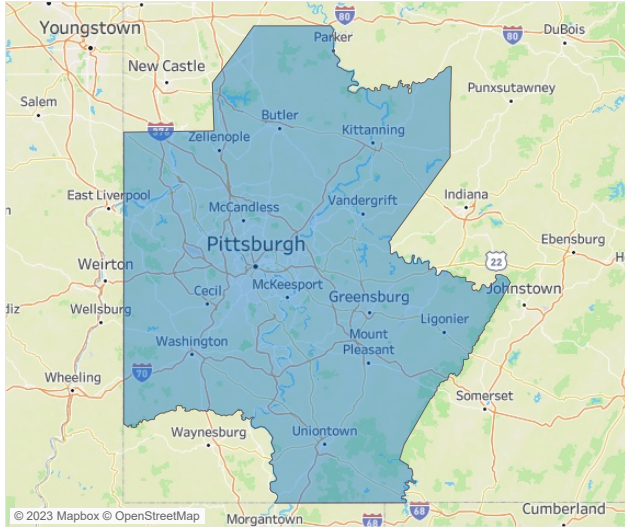 Youngstown
80
Parker
80
DuBois
New Castle
Punxsutawney
Salem
Butler
376
Zelienople
Kittanning
East Liverpool
McCandless
Vandergrift
Indiana
Pittsburgh
Ebensburg
22
H
Weirton
Cecil
McKeesport
Greensburg
Johnstown
diz
Wellsburg
Ligonier
Washington
Mount
Pleasant
70
Wheeling
Somerset
Waynesburg
Uniontown
© 2023 Mapbox © OpenStreetMap
Morgantown
68
68
Cumberland